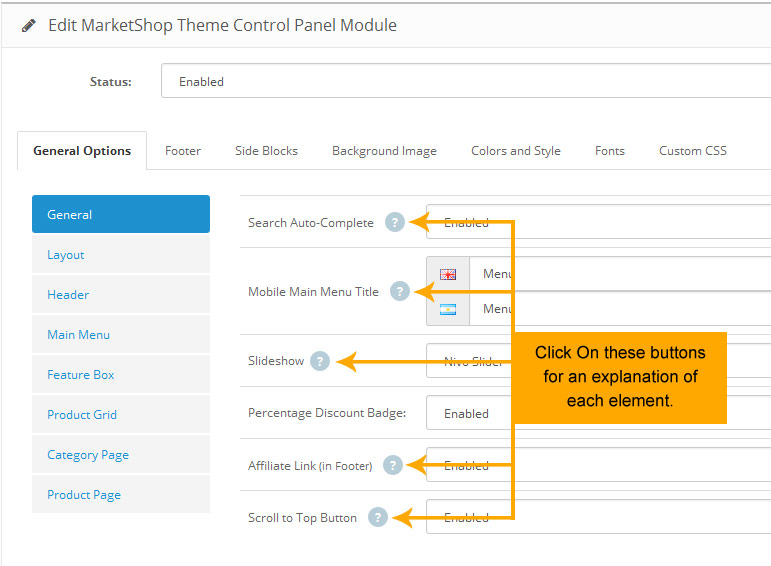 Edit MarketShop Theme Control Panel Module
Status:
Enabled
General Options
Footer
Side Blocks
Background Image
Colors and Style
Fonts
Custom CSS
General
Layout
Header
Main Menu
Feature Box
Product Grid
Category Page
Product Page
Search Auto-Complete ?
Enabled
Mobile Main Menu Title ?
Menu
Menu
Slideshow ?
Nivo Slider
Percentage Discount Badge:
Enabled
Affiliate Link (in Footer) ?
Enabled
Scroll to Top Button ?
Enabled
Click On these buttons
for an explanation of
each element.